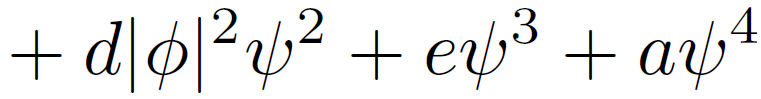 + d|ϕ|²ψ² + eψ³ + aψ⁴